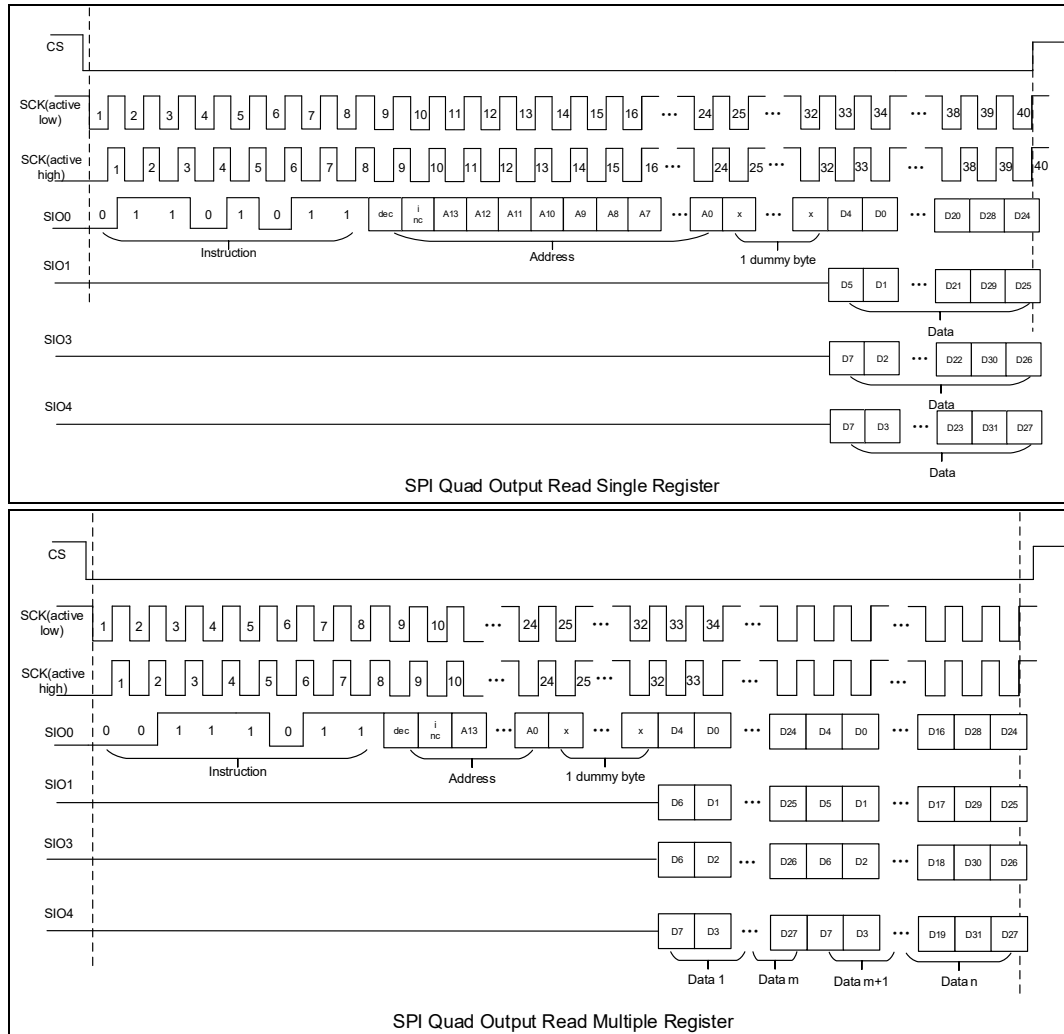 CS
SCK(active
low)
1 2 3 4 5 6 7 8 9 10 11 12 13 14 15 16 ••• 24 25 ••• 32 33 34 ••• 38 39 40
SCK(active
high)
1 2 3 4 5 6 7 8 9 10 11 12 13 14 15 16 ••• 24 25 ••• 32 33 ••• 38 39 40
SIO0
0 1 1 0 1 0 1 1 dec i nc A13 A12 A11 A10 A9 A8 A7 ••• A0 x ••• x D4 D0 ••• D20 D28 D24
Instruction Address 1 dummy byte
SIO1
D5 D1 ••• D21 D29 D25
Data
SIO3
D7 D2 ••• D22 D30 D26
Data
SIO4
D7 D3 ••• D23 D31 D27
Data
SPI Quad Output Read Single Register
CS
SCK(active
low)
1 2 3 4 5 6 7 8 9 10 ••• 24 25 ••• 32 33 34 ••• •••
SCK(active
high)
1 2 3 4 5 6 7 8 9 10 ••• 24 25 ••• 32 33 ••• •••
SIO0
0 0 1 1 1 0 1 1 dec i nc A13 ••• A0 x ••• x D4 D0 ••• D24 D4 D0 ••• D16 D28 D24
Instruction Address 1 dummy byte
SIO1
D6 D1 ••• D25 D5 D1 ••• D17 D29 D25
SIO3
D6 D2 ••• D26 D6 D2 ••• D18 D30 D26
SIO4
D7 D3 ••• D27 D7 D3 ••• D19 D31 D27
Data 1 Data m Data m+1 Data n
SPI Quad Output Read Multiple Register